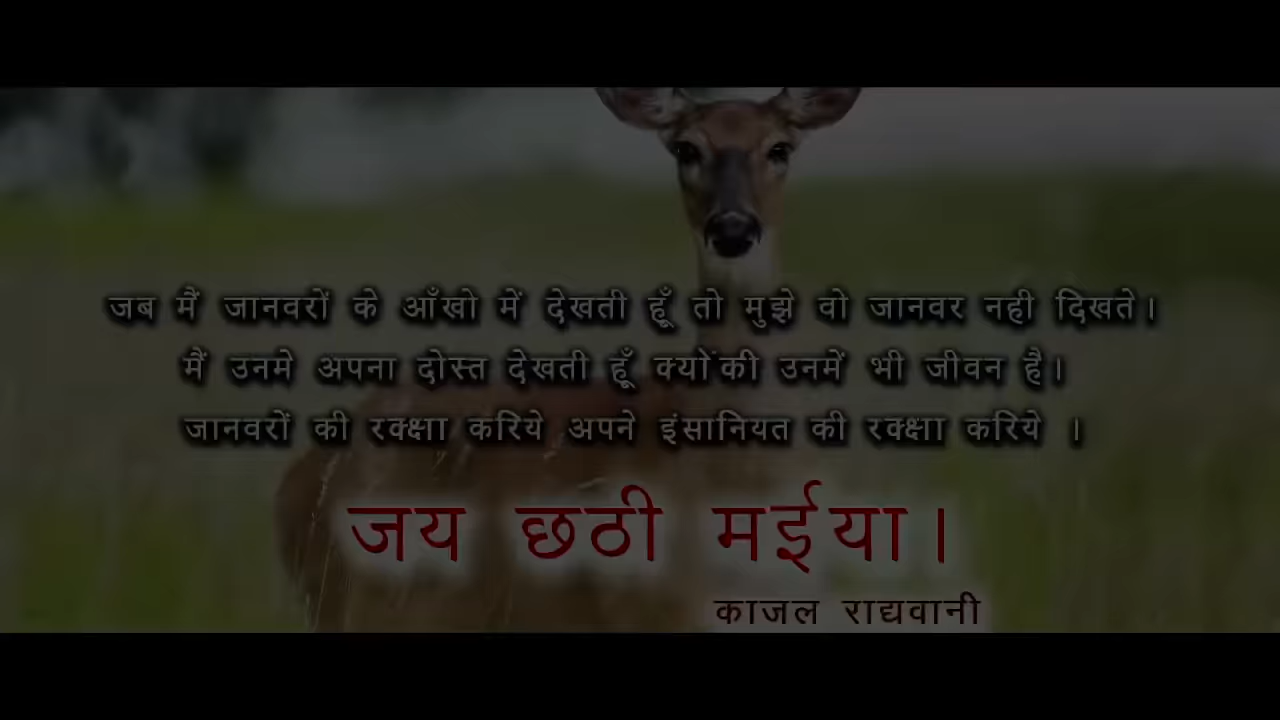 जब मैं जानवरों के आँखो में देखती हूँ तो मुझे वो जानवर नही दिखते।
मैं उनमे अपना दोस्त देखती हूँ क्योंकी उनमें भी जीवन है।
जानवरों की रक्क्षा करिये अपने इंसानियत की रक्क्षा करिये ।
जय छठी मईया।
काजल राद्यवानी